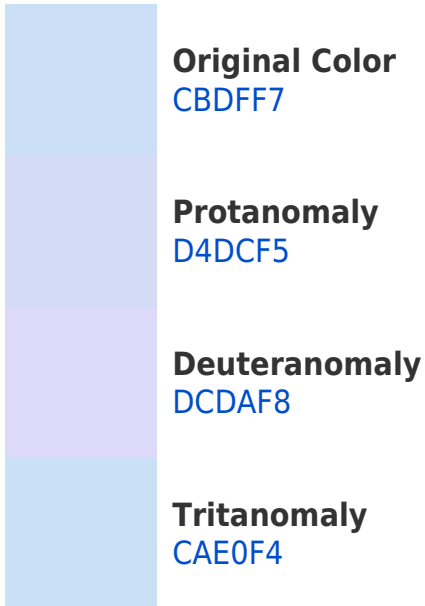 Original Color
CBDFF7
Protanomaly
D4DCF5
Deuteranomaly
DCDAF8
Tritanomaly
CAE0F4